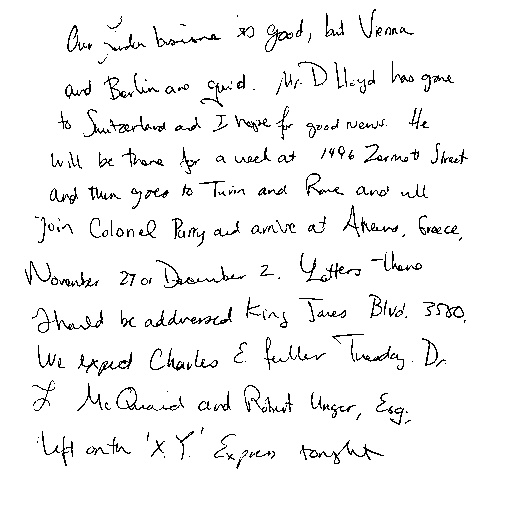 Our London business is good, but Vienna
and Berlin are quiet. Mr. D Lloyd has gone
to Switzerland and I hope for good news. He
will be there for a week at 1496 Zermott Street
and then goes to Turin and Rome and will
join Colonel Parry and arrive at Athens, Greece,
November 27 or December 2. Letters there
should be addressed King James Blvd. 3580.
We expect Charles E. Fuller Tuesday. Dr.
L McQuaid and Robert Unger, Esq.,
left on the 'X.Y.' Express tonight